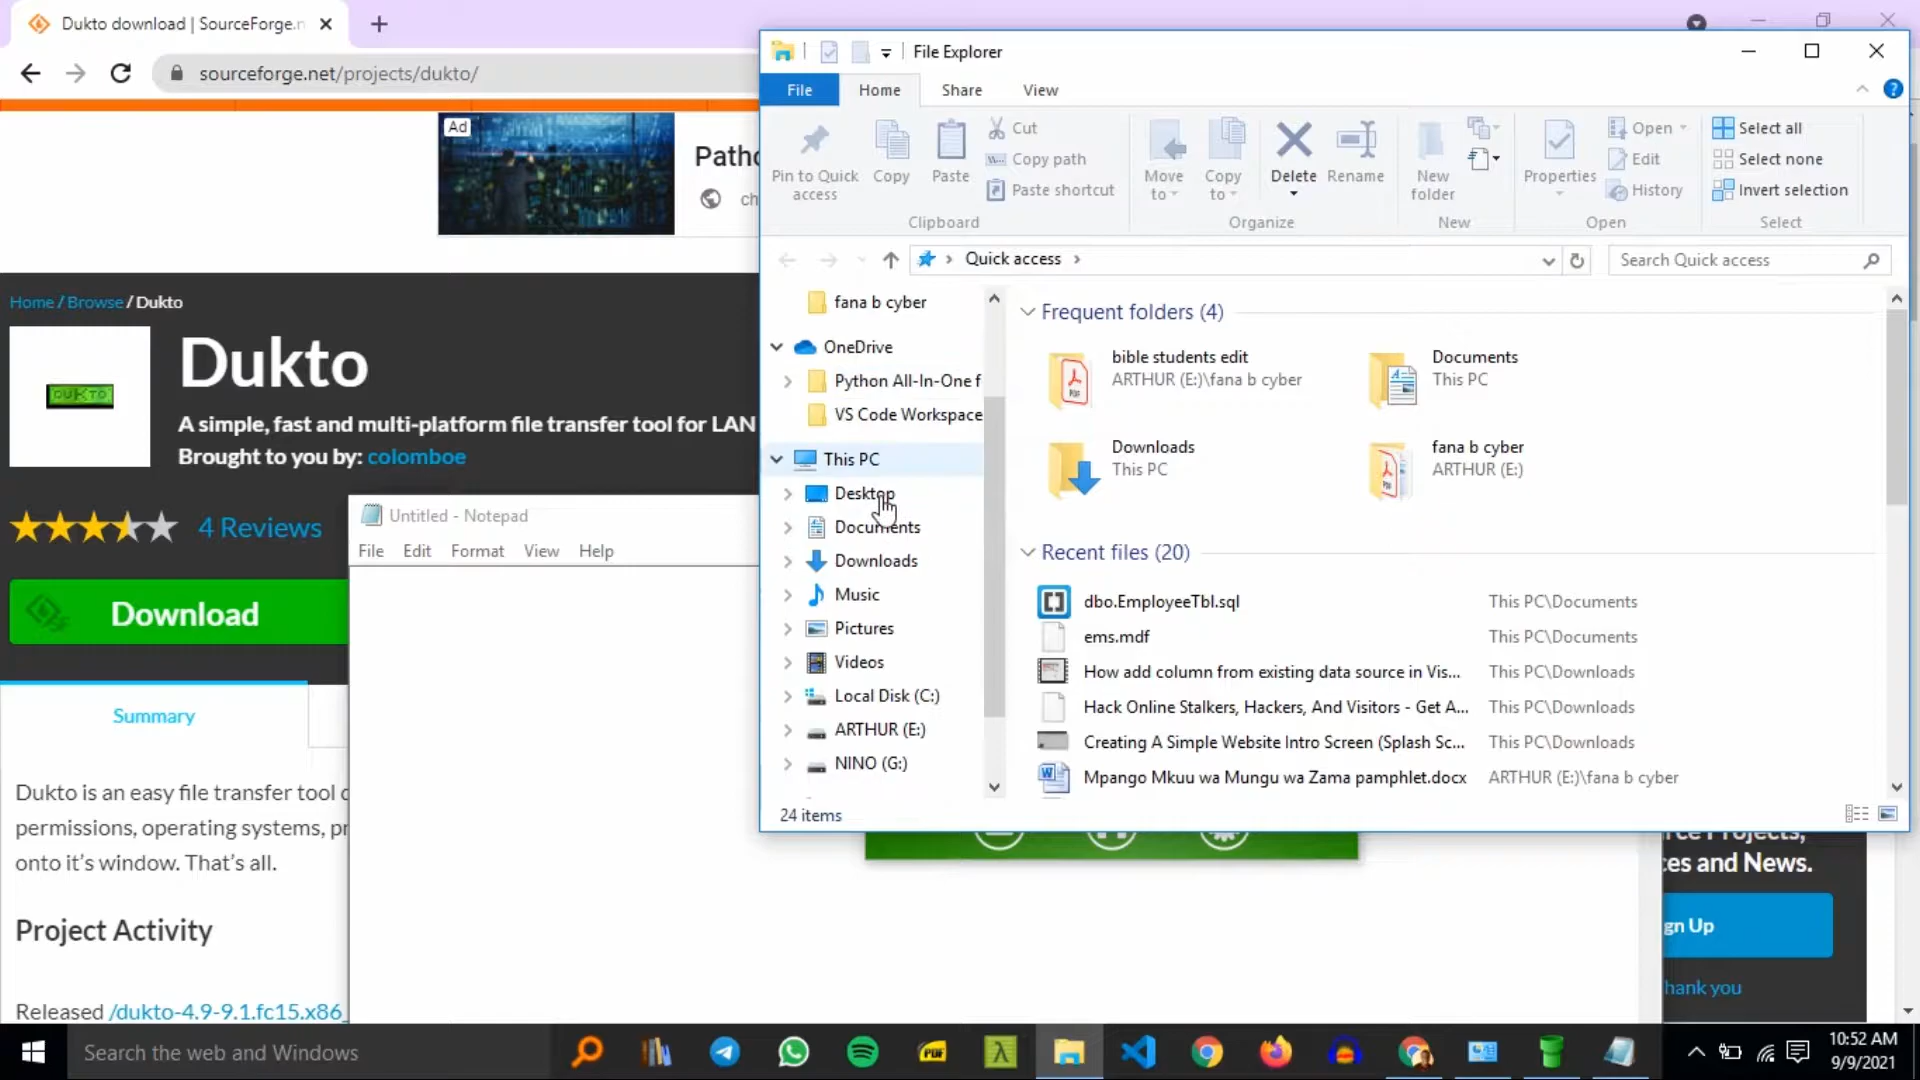 Dukto download | SourceForge.n
sourceforge.net/projects/dukto/
Ad
Home / Browse / Dukto
DUKTO
Dukto
A simple, fast and multi-platform file transfer tool for LAN
Brought to you by: colomboe
4 Reviews
Download
Summary
Dukto is an easy file transfer tool
permissions, operating systems,
onto it's window. That's all.
Project Activity
Released /dukto-4.9-9.1.fc15.x86_
Untitled - Notepad
File Edit Format View Help
File Explorer
File Home Share View
Pin to Quick access
Copy
Paste
Cut
Copy path
Paste shortcut
Clipboard
Move to
Copy to
Delete
Rename
Organize
New folder
New
Properties
Open
Edit
History
Open
Select all
Select none
Invert selection
Select
Quick access
Search Quick access
fana b cyber
OneDrive
Python All-In-One f
VS Code Workspace
This PC
Desktop
Documents
Downloads
Music
Pictures
Videos
Local Disk (C:)
ARTHUR (E:)
NINO (G:)
Frequent folders (4)
bible students edit
ARTHUR (E:)\fana b cyber
Documents
This PC
Downloads
This PC
fana b cyber
ARTHUR (E:)
Recent files (20)
dbo.EmployeeTbl.sql This PC\Documents
ems.mdf This PC\Documents
How add column from existing data source in Vis... This PC\Downloads
Hack Online Stalkers, Hackers, And Visitors - Get A... This PC\Downloads
Creating A Simple Website Intro Screen (Splash Sc... This PC\Downloads
Mpango Mkuu wa Mungu wa Zama pamphlet.docx ARTHUR (E:)\fana b cyber
24 items
and News.
gn Up
hank you
Search the web and Windows
PDF
10:52 AM
9/9/2021